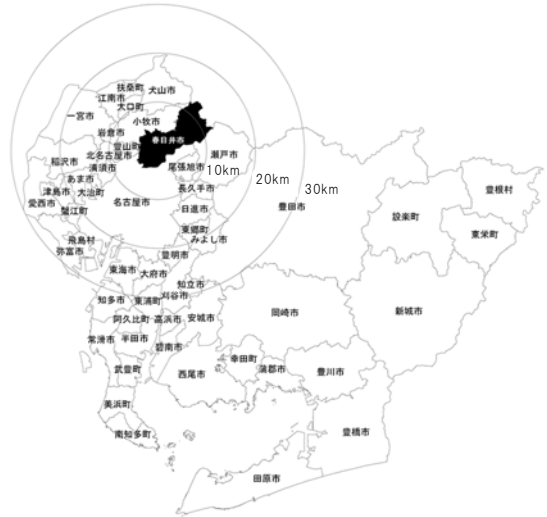 扶桑町
犬山市
江南市
大口町
一宮市
小牧市
岩倉市
春日井市
豊山町
北名古屋市
瀬戸市
稲沢市
清須市
尾張旭市
10km
あま市
20km
津島市
大治町
長久手市
30km
愛西市
名古屋市
蟹江町
日進市
豊田市
豊根村
設楽町
東郷町
東栄町
飛島村
みよし市
弥富市
豊明市
東海市
大府市
知立市
刈谷市
知多市
東浦町
岡崎市
新城市
阿久比町
高浜市
安城市
常滑市
半田市
碧南市
幸田町
武豊町
西尾市
蒲郡市
豊川市
美浜町
南知多町
豊橋市
田原市